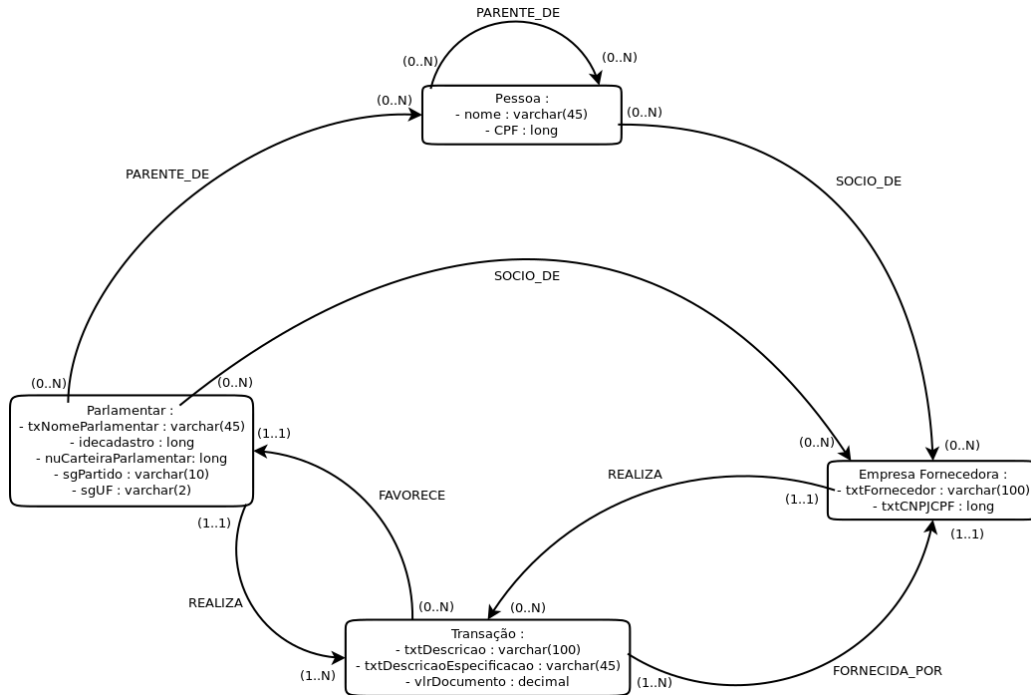 PARENTE_DE
(0..N)
(0..N)
(0..N)
Pessoa :
- nome : varchar(45)
- CPF : long
(0..N)
PARENTE_DE
SOCIO_DE
SOCIO_DE
(0..N)
(0..N)
Parlamentar :
- txNomeParlamentar : varchar(45)
- idecadastro : long
- nuCarteiraParlamentar: long
- sgPartido : varchar(10)
- sgUF : varchar(2)
(1..1)
(0..N)
(0..N)
Empresa Fornecedora :
- txtFornecedor : varchar(100)
- txtCNPJCPF : long
REALIZA
(1..1)
FAVORECE
(1..1)
(1..1)
REALIZA
(0..N)
(0..N)
Transação :
- txtDescricao : varchar(100)
- txtDescricaoEspecificacao : varchar(45)
- vlrDocumento : decimal
(1..N)
(1..N)
FORNECIDA_POR